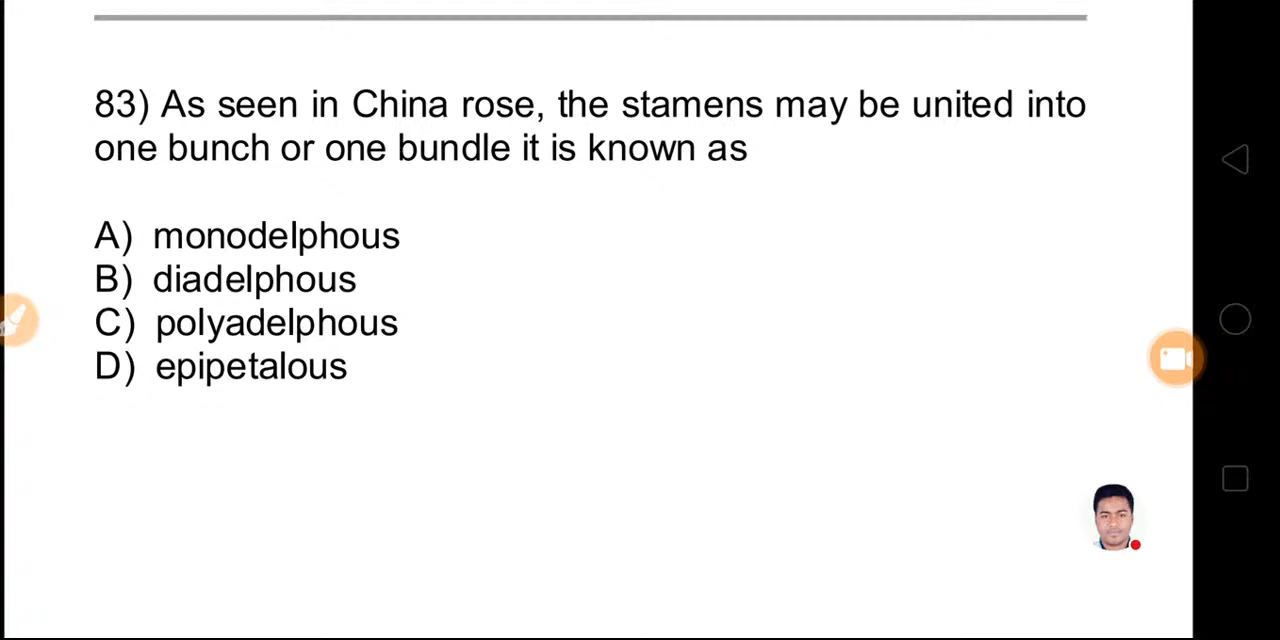 83) As seen in China rose, the stamens may be united into
one bunch or one bundle it is known as
A) monodelphous
B) diadelphous
C) polyadelphous
D) epipetalous